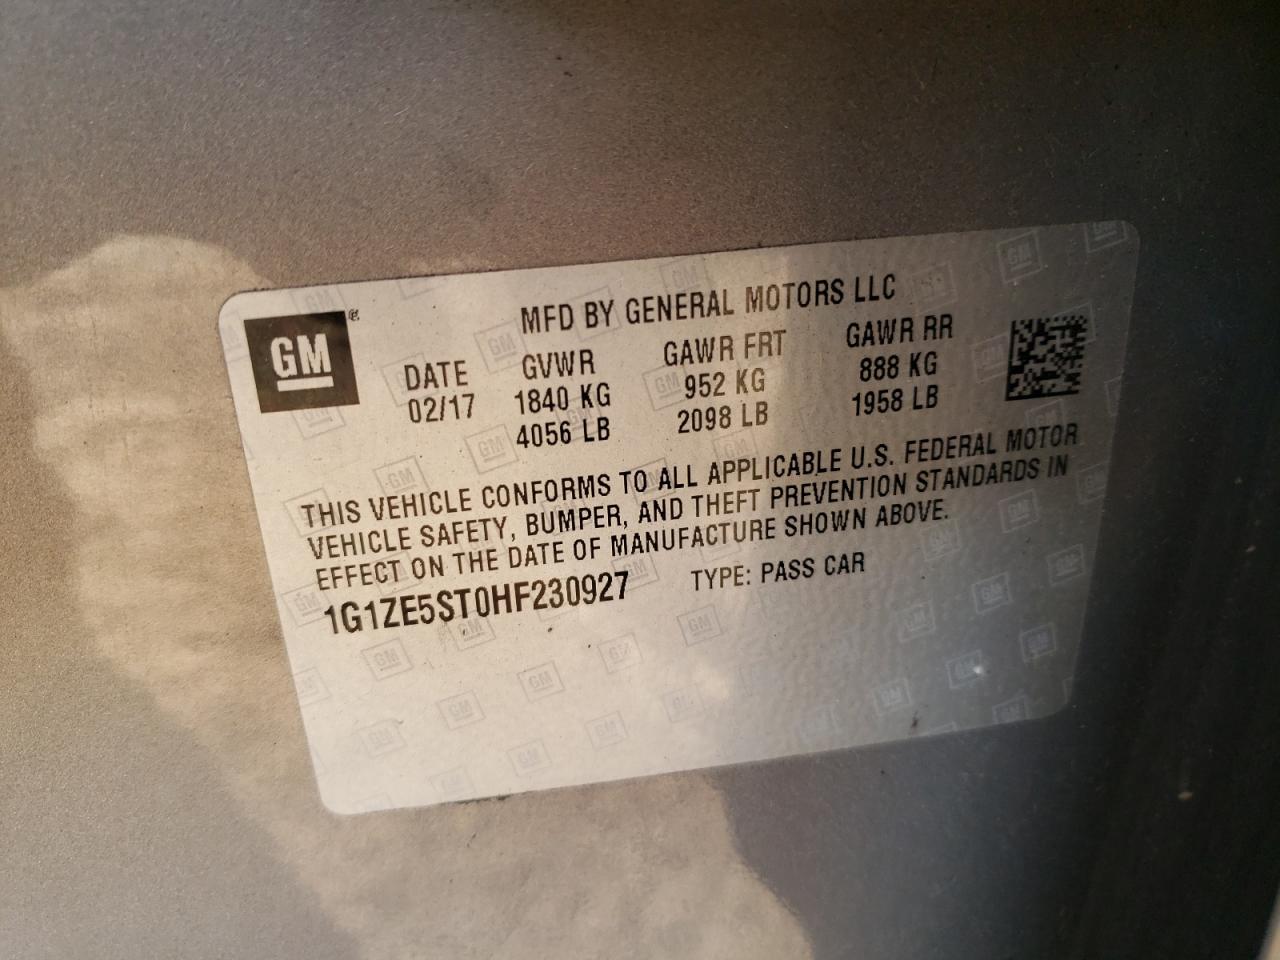 GM®
MFD BY GENERAL MOTORS LLC
DATE GVWR GAWR FRT GAWR RR
02/17 1840 KG 952 KG 888 KG
4056 LB 2098 LB 1958 LB
THIS VEHICLE CONFORMS TO ALL APPLICABLE U.S. FEDERAL MOTOR
VEHICLE SAFETY, BUMPER, AND THEFT PREVENTION STANDARDS IN
EFFECT ON THE DATE OF MANUFACTURE SHOWN ABOVE.
1G1ZE5ST0HF230927 TYPE: PASS CAR